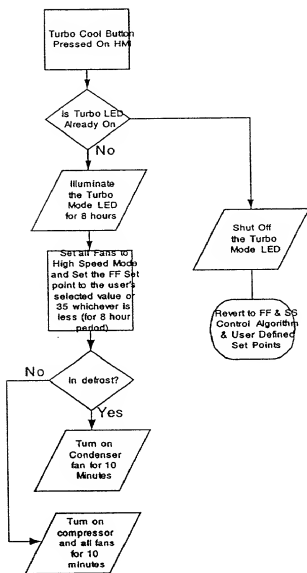 Turbo Cool Button
Pressed On HMI
Is Turbo LED
Already On
No
Illuminate
the Turbo
Mode LED
for 8 hours
Shut Off
the Turbo
Mode LED
Set all Fans to
High Speed Mode
and Set the FF Set
point to the user's
selected value or
35 whichever is
less (for 8 hour
period)
Revert to FF & SS
Control Algorithm
& User Defined
Set Points
No
In defrost?
Yes
Turn on
Condenser
fan for 10
Minutes
Turn on
compressor
and all fans
for 10
minutes